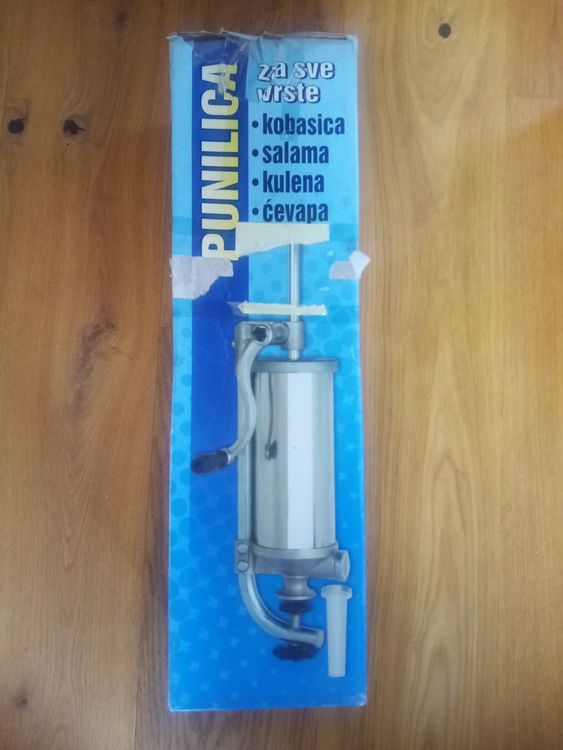 PUNILICA
za sve
vrste
• kobasica
• salama
• kulena
• ćevapa